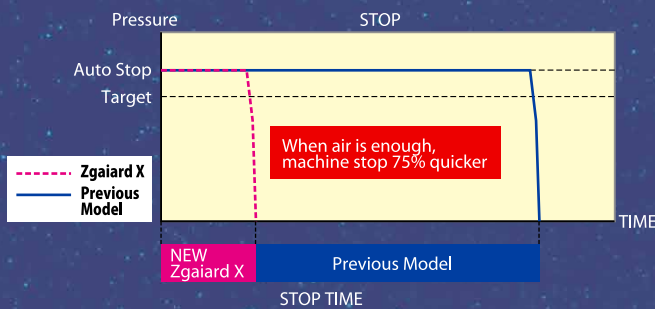 Pressure
STOP
Auto Stop
Target
When air is enough,
machine stop 75% quicker
Zgaiard X
Previous
Model
TIME
NEW
Zgaiard X
Previous Model
STOP TIME